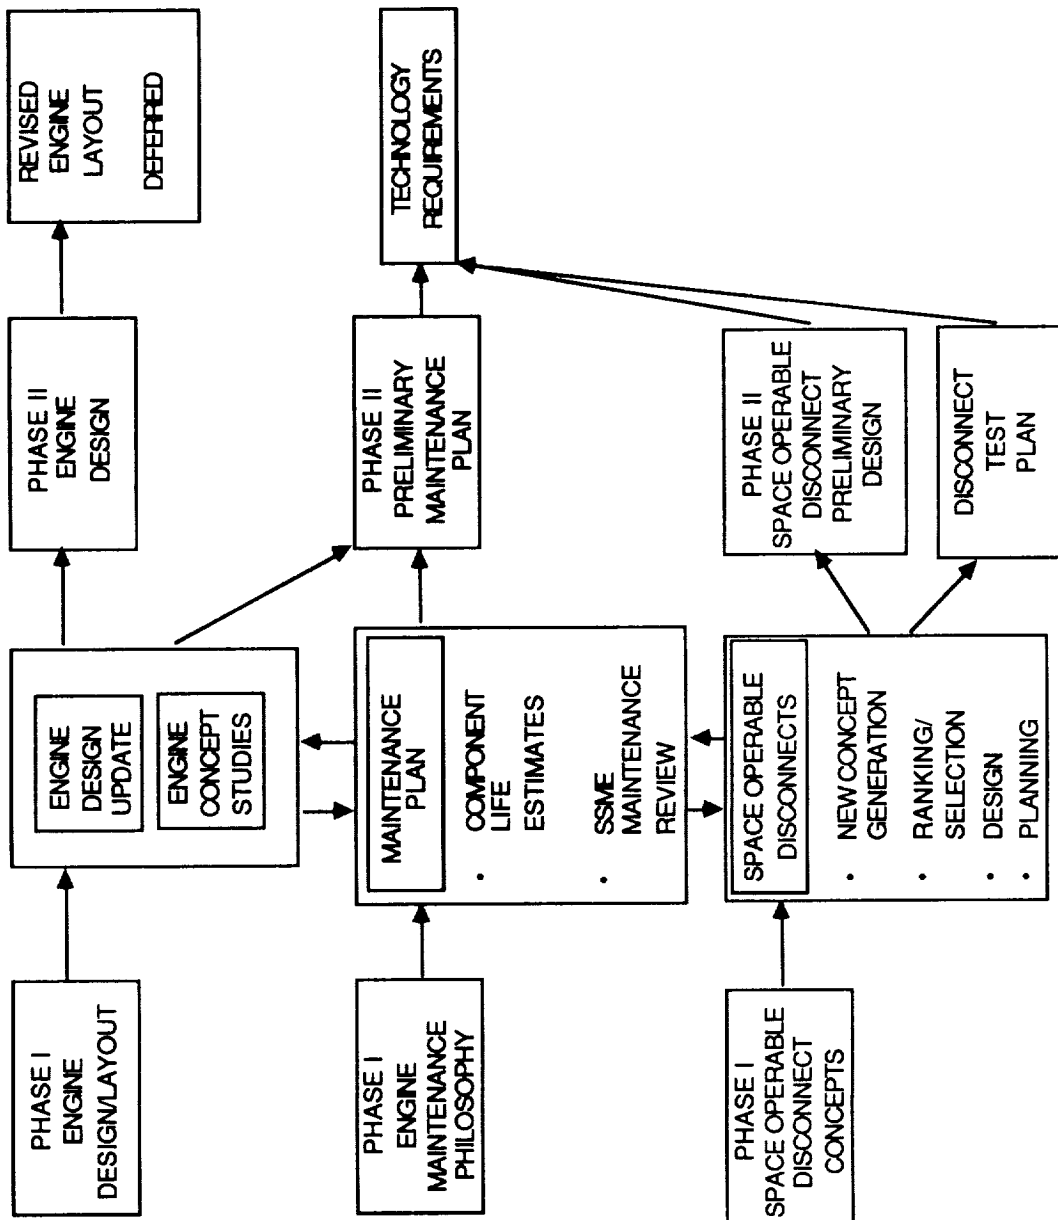 PHASE I
ENGINE
DESIGN/LAYOUT
ENGINE
DESIGN
UPDATE
ENGINE
CONCEPT
STUDIES
PHASE II
ENGINE
DESIGN
REVISED
ENGINE
LAYOUT
DEFERRED
PHASE I
ENGINE
MAINTENANCE
PHILOSOPHY
MAINTENANCE
PLAN
• COMPONENT
LIFE
ESTIMATES
• SSME
MAINTENANCE
REVIEW
PHASE II
PRELIMINARY
MAINTENANCE
PLAN
TECHNOLOGY
REQUIREMENTS
PHASE I
SPACE OPERABLE
DISCONNECT
CONCEPTS
SPACE OPERABLE
DISCONNECTS
• NEW CONCEPT
GENERATION
• RANKING/
SELECTION
• DESIGN
• PLANNING
PHASE II
SPACE OPERABLE
DISCONNECT
PRELIMINARY
DESIGN
DISCONNECT
TEST
PLAN